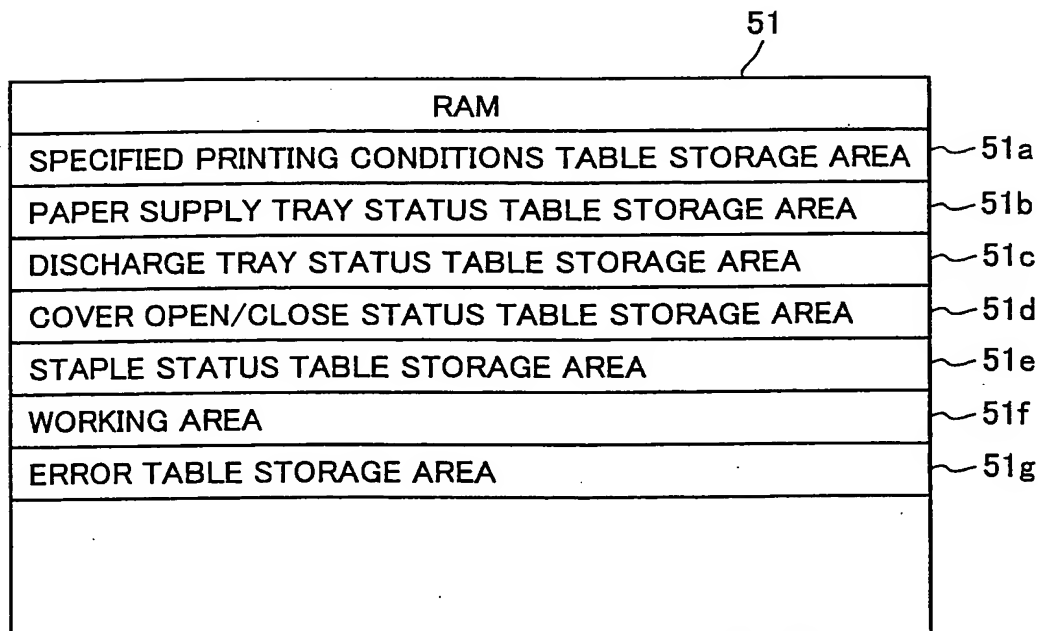 51
RAM
SPECIFIED PRINTING CONDITIONS TABLE STORAGE AREA 51a
PAPER SUPPLY TRAY STATUS TABLE STORAGE AREA 51b
DISCHARGE TRAY STATUS TABLE STORAGE AREA 51c
COVER OPEN/CLOSE STATUS TABLE STORAGE AREA 51d
STAPLE STATUS TABLE STORAGE AREA 51e
WORKING AREA 51f
ERROR TABLE STORAGE AREA 51g